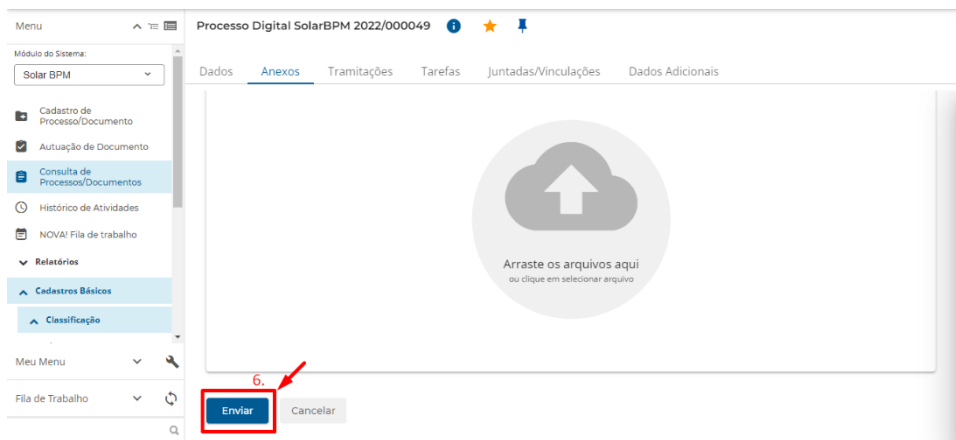 Menu
Módulo do Sistema:
Solar BPM
Cadastro de
Processo/Documento
Autuação de Documento
Consulta de
Processos/Documentos
Histórico de Atividades
NOVA! Fila de trabalho
Relatórios
Cadastros Básicos
Classificação
Meu Menu
Fila de Trabalho
Processo Digital SolarBPM 2022/000049
Dados Anexos Tramitações Tarefas Juntadas/Vinculações Dados Adicionais
Arraste os arquivos aqui
ou clique em selecionar arquivo
6.
Enviar Cancelar